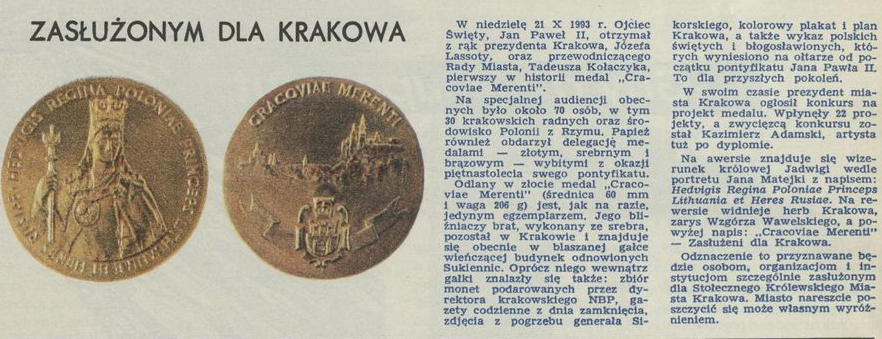 ZASŁUŻONYM DLA KRAKOWA
REGINA POLONIAE PRINCEPS
CRACOVIAE MERENTI
W niedzielę 21 X 1993 r. Ojciec
Święty, Jan Paweł II, otrzymał
z rąk prezydenta Krakowa, Józefa
Lassoty, oraz przewodniczącego
Rady Miasta, Tadeusza Kołaczyka,
pierwszy w historii medal „Cra-
coviae Merenti".
Na specjalnej audiencji obec-
nych było około 70 osób, w tym
30 krakowskich radnych oraz śro-
dowisko Polonii z Rzymu. Papież
również obdarzył delegację me-
dalami — złotym, srebrnym i
brązowym — wybitymi z okazji
piętnastolecia swego pontyfikatu.
Odlany w złocie medal „Craco-
viae Merenti" (średnica 60 mm
i waga 206 g) jest, jak na razie,
jedynym egzemplarzem. Jego bli-
źniaczy brat, wykonany ze srebra,
pozostał w Krakowie i znajduje
się obecnie w blaszanej gałce
wieńczącej budynek odnowionych
Sukiennic. Oprócz niego wewnątrz
gałki znalazły się także: zbiór
monet podarowanych przez dy-
rektora krakowskiego NBP, ga-
zety codzienne z dnia zamknięcia,
zdjęcia z pogrzebu generała Si-
korskiego, kolorowy plakat i plan
Krakowa, a także wykaz polskich
świętych i błogosławionych, któ-
rych wyniesiono na ołtarze od po-
czątku pontyfikatu Jana Pawła II.
To dla przyszłych pokoleń.
W swoim czasie prezydent mia-
sta Krakowa ogłosił konkurs na
projekt medalu. Wpłynęły 22 pro-
jekty, a zwycięzcą konkursu zo-
stał Kazimierz Adamski, artysta
tuż po dyplomie.
Na awersie znajduje się wize-
runek królowej Jadwigi wedle
portretu Jana Matejki z napisem:
Hedvigis Regina Poloniae Princeps
Lithuania et Heres Rusiae. Na re-
wersie widnieje herb Krakowa,
zarys Wzgórza Wawelskiego, a po-
wyżej napis: „Cracoviae Merenti"
— Zasłużeni dla Krakowa.
Odznaczenie to przyznawane bę-
dzie osobom, organizacjom i in-
stytucjom szczególnie zasłużonym
dla Stołecznego Królewskiego Mia-
sta Krakowa. Miasto nareszcie po-
szczycić się może własnym wyróż-
nieniem.